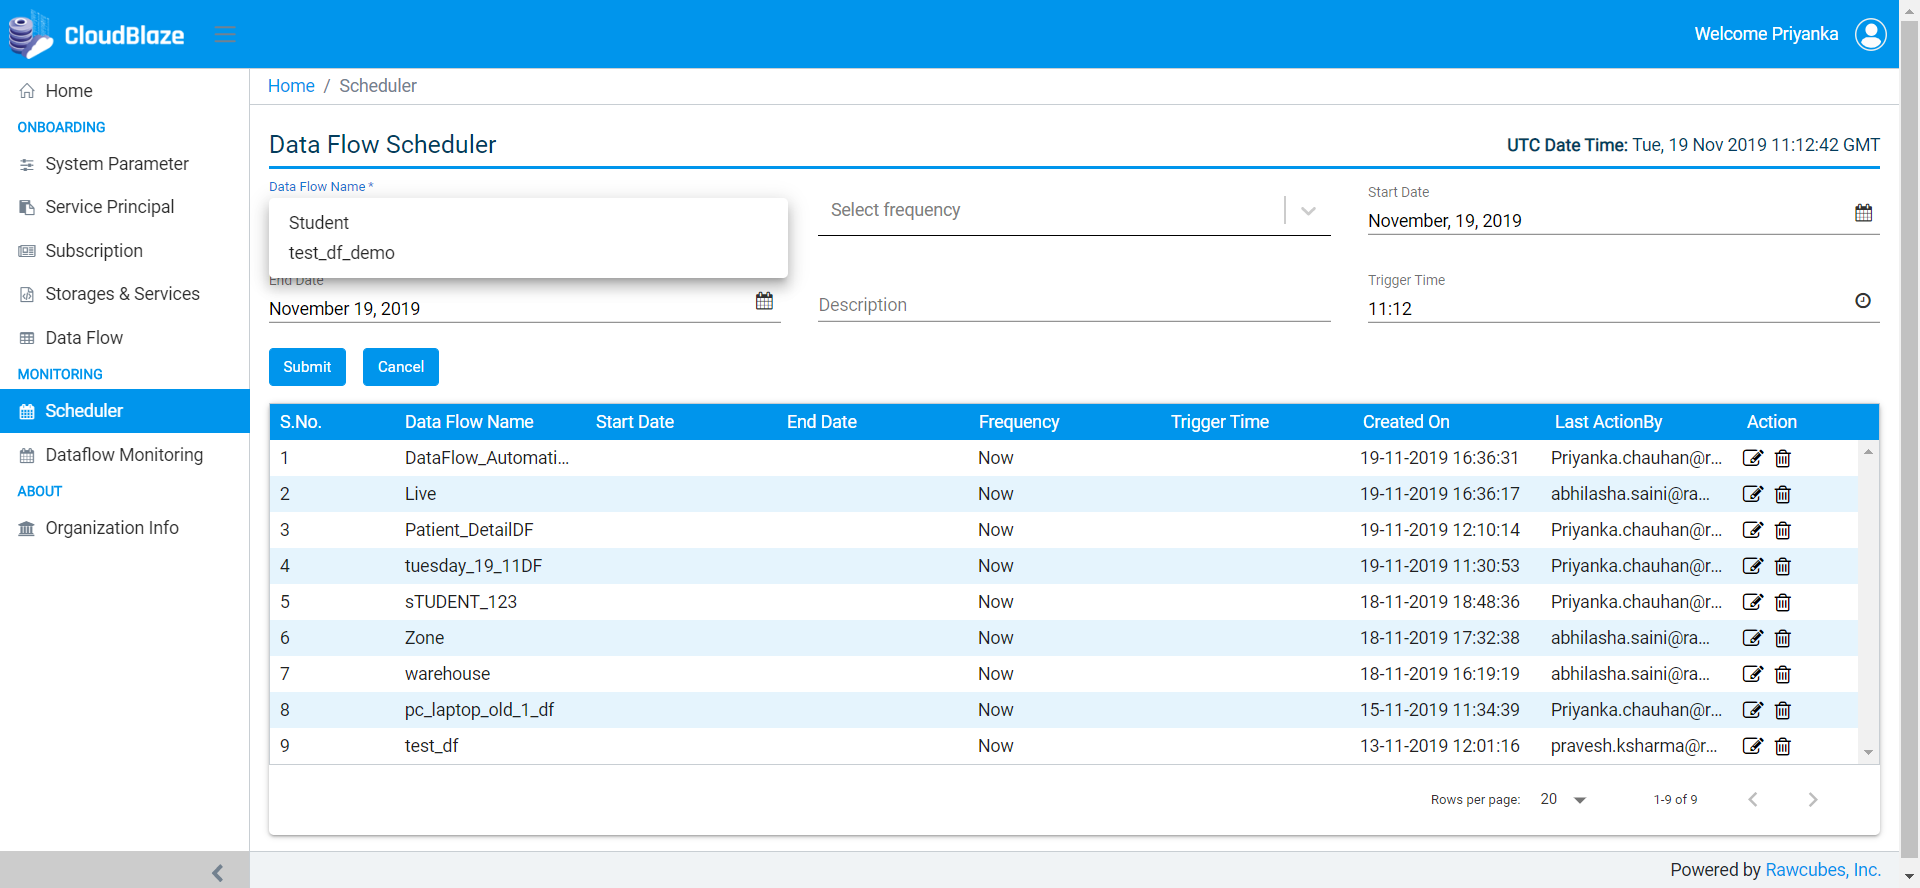 CloudBlaze
Welcome Priyanka
Home
ONBOARDING
System Parameter
Service Principal
Subscription
Storages & Services
Data Flow
MONITORING
Scheduler
Dataflow Monitoring
ABOUT
Organization Info
Home / Scheduler
Data Flow Scheduler
UTC Date Time: Tue, 19 Nov 2019 11:12:42 GMT
Data Flow Name *
Student
test_df_demo
Select frequency
Start Date
November, 19, 2019
End Date
November 19, 2019
Description
Trigger Time
11:12
Submit Cancel
S.No. Data Flow Name Start Date End Date Frequency Trigger Time Created On Last ActionBy Action
1 DataFlow_Automati... Now 19-11-2019 16:36:31 Priyanka.chauhan@r...
2 Live Now 19-11-2019 16:36:17 abhilasha.saini@ra...
3 Patient_DetailDF Now 19-11-2019 12:10:14 Priyanka.chauhan@r...
4 tuesday_19_11DF Now 19-11-2019 11:30:53 Priyanka.chauhan@r...
5 sTUDENT_123 Now 18-11-2019 18:48:36 Priyanka.chauhan@r...
6 Zone Now 18-11-2019 17:32:38 abhilasha.saini@ra...
7 warehouse Now 18-11-2019 16:19:19 abhilasha.saini@ra...
8 pc_laptop_old_1_df Now 15-11-2019 11:34:39 Priyanka.chauhan@r...
9 test_df Now 13-11-2019 12:01:16 pravesh.ksharma@r...
Rows per page: 20 1-9 of 9
Powered by Rawcubes, Inc.